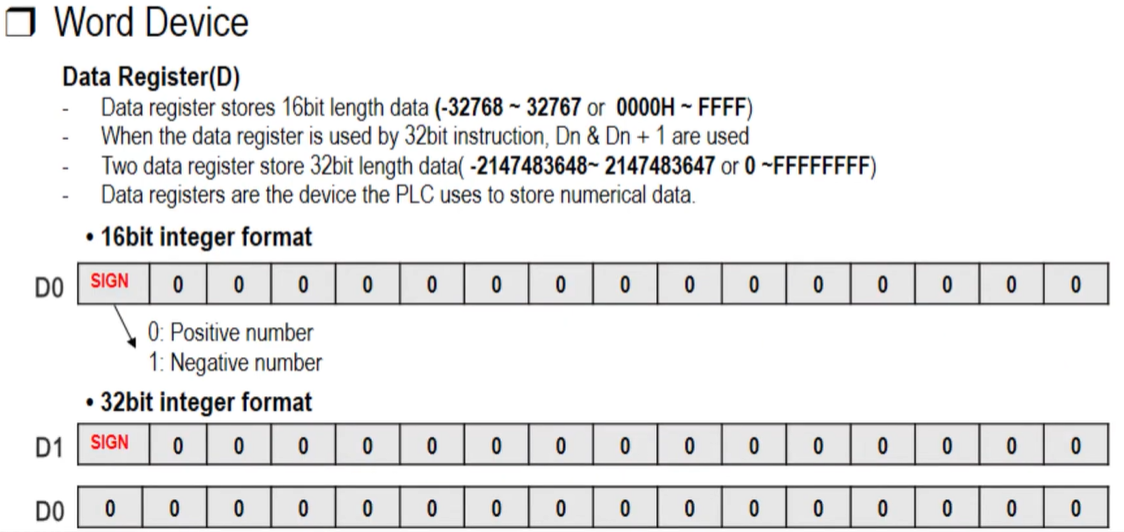 ❐ Word Device
Data Register(D)
- Data register stores 16bit length data (-32768 ~ 32767 or 0000H ~ FFFF)
- When the data register is used by 32bit instruction, Dn & Dn + 1 are used
- Two data register store 32bit length data( -2147483648~ 2147483647 or 0 ~FFFFFFFF)
- Data registers are the device the PLC uses to store numerical data.
• 16bit integer format
D0 SIGN 0 0 0 0 0 0 0 0 0 0 0 0 0 0 0
0: Positive number
1: Negative number
• 32bit integer format
D1 SIGN 0 0 0 0 0 0 0 0 0 0 0 0 0 0 0
D0 0 0 0 0 0 0 0 0 0 0 0 0 0 0 0 0